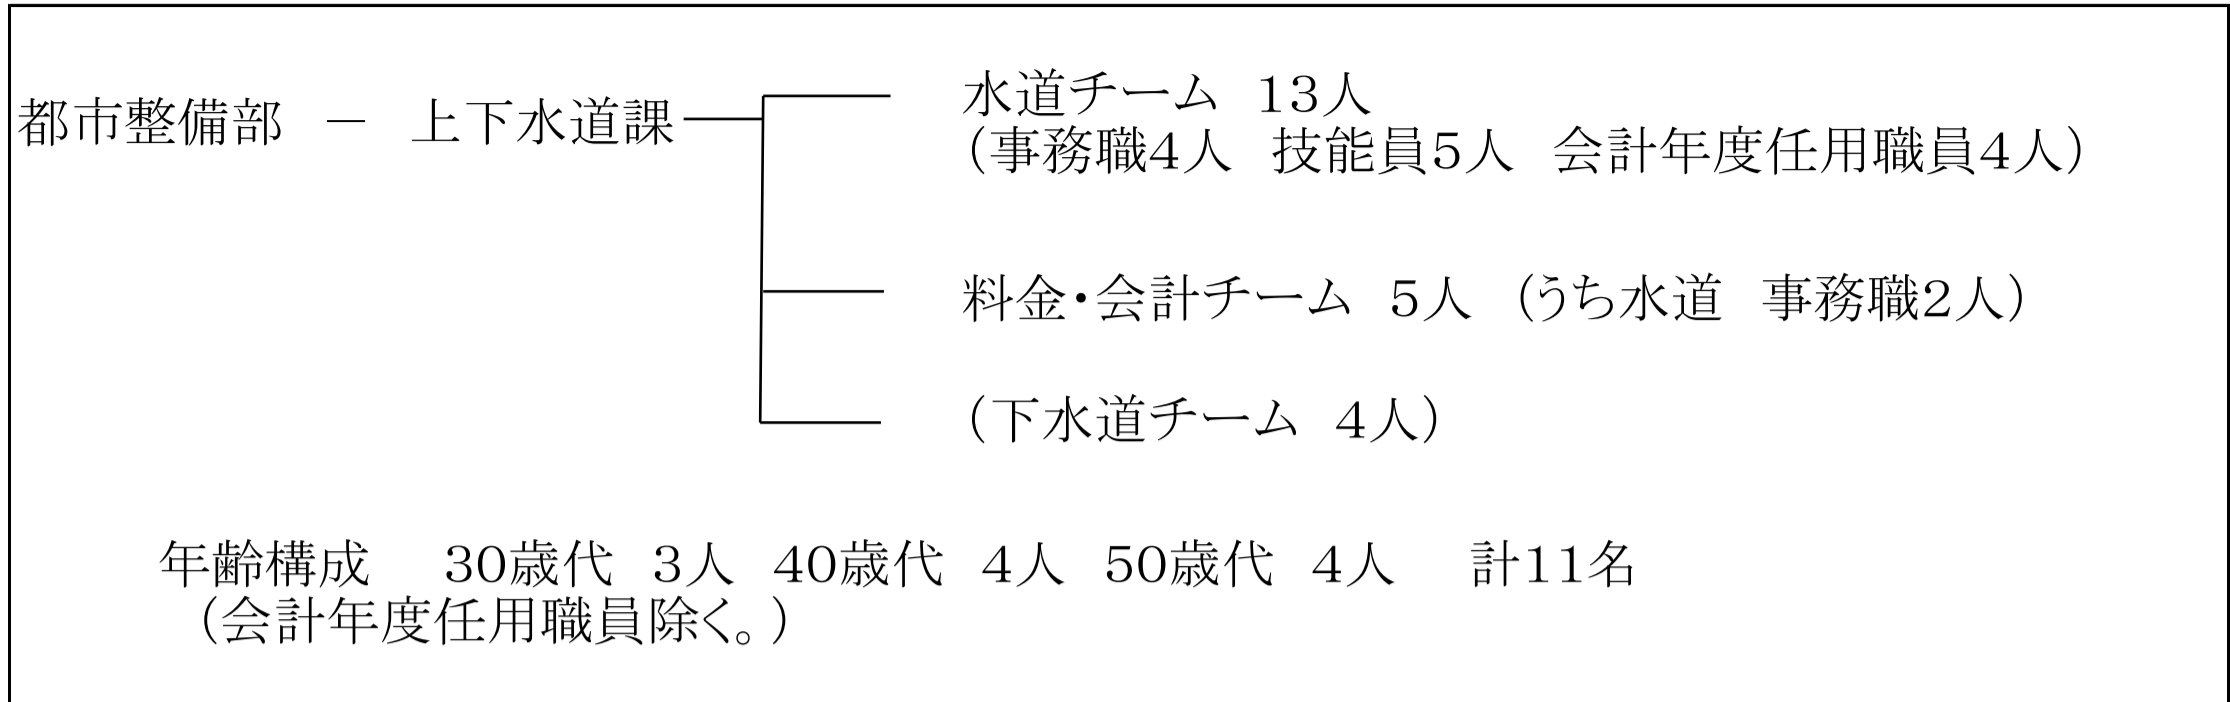 水道チーム　13人
都市整備部　－　上下水道課
(事務職4人　技能員5人　会計年度任用職員4人)
料金・会計チーム　5人　(うち水道　事務職2人)
(下水道チーム　4人)
年齢構成　30歳代　3人　40歳代　4人　50歳代　4人　計11名
(会計年度任用職員除く。)